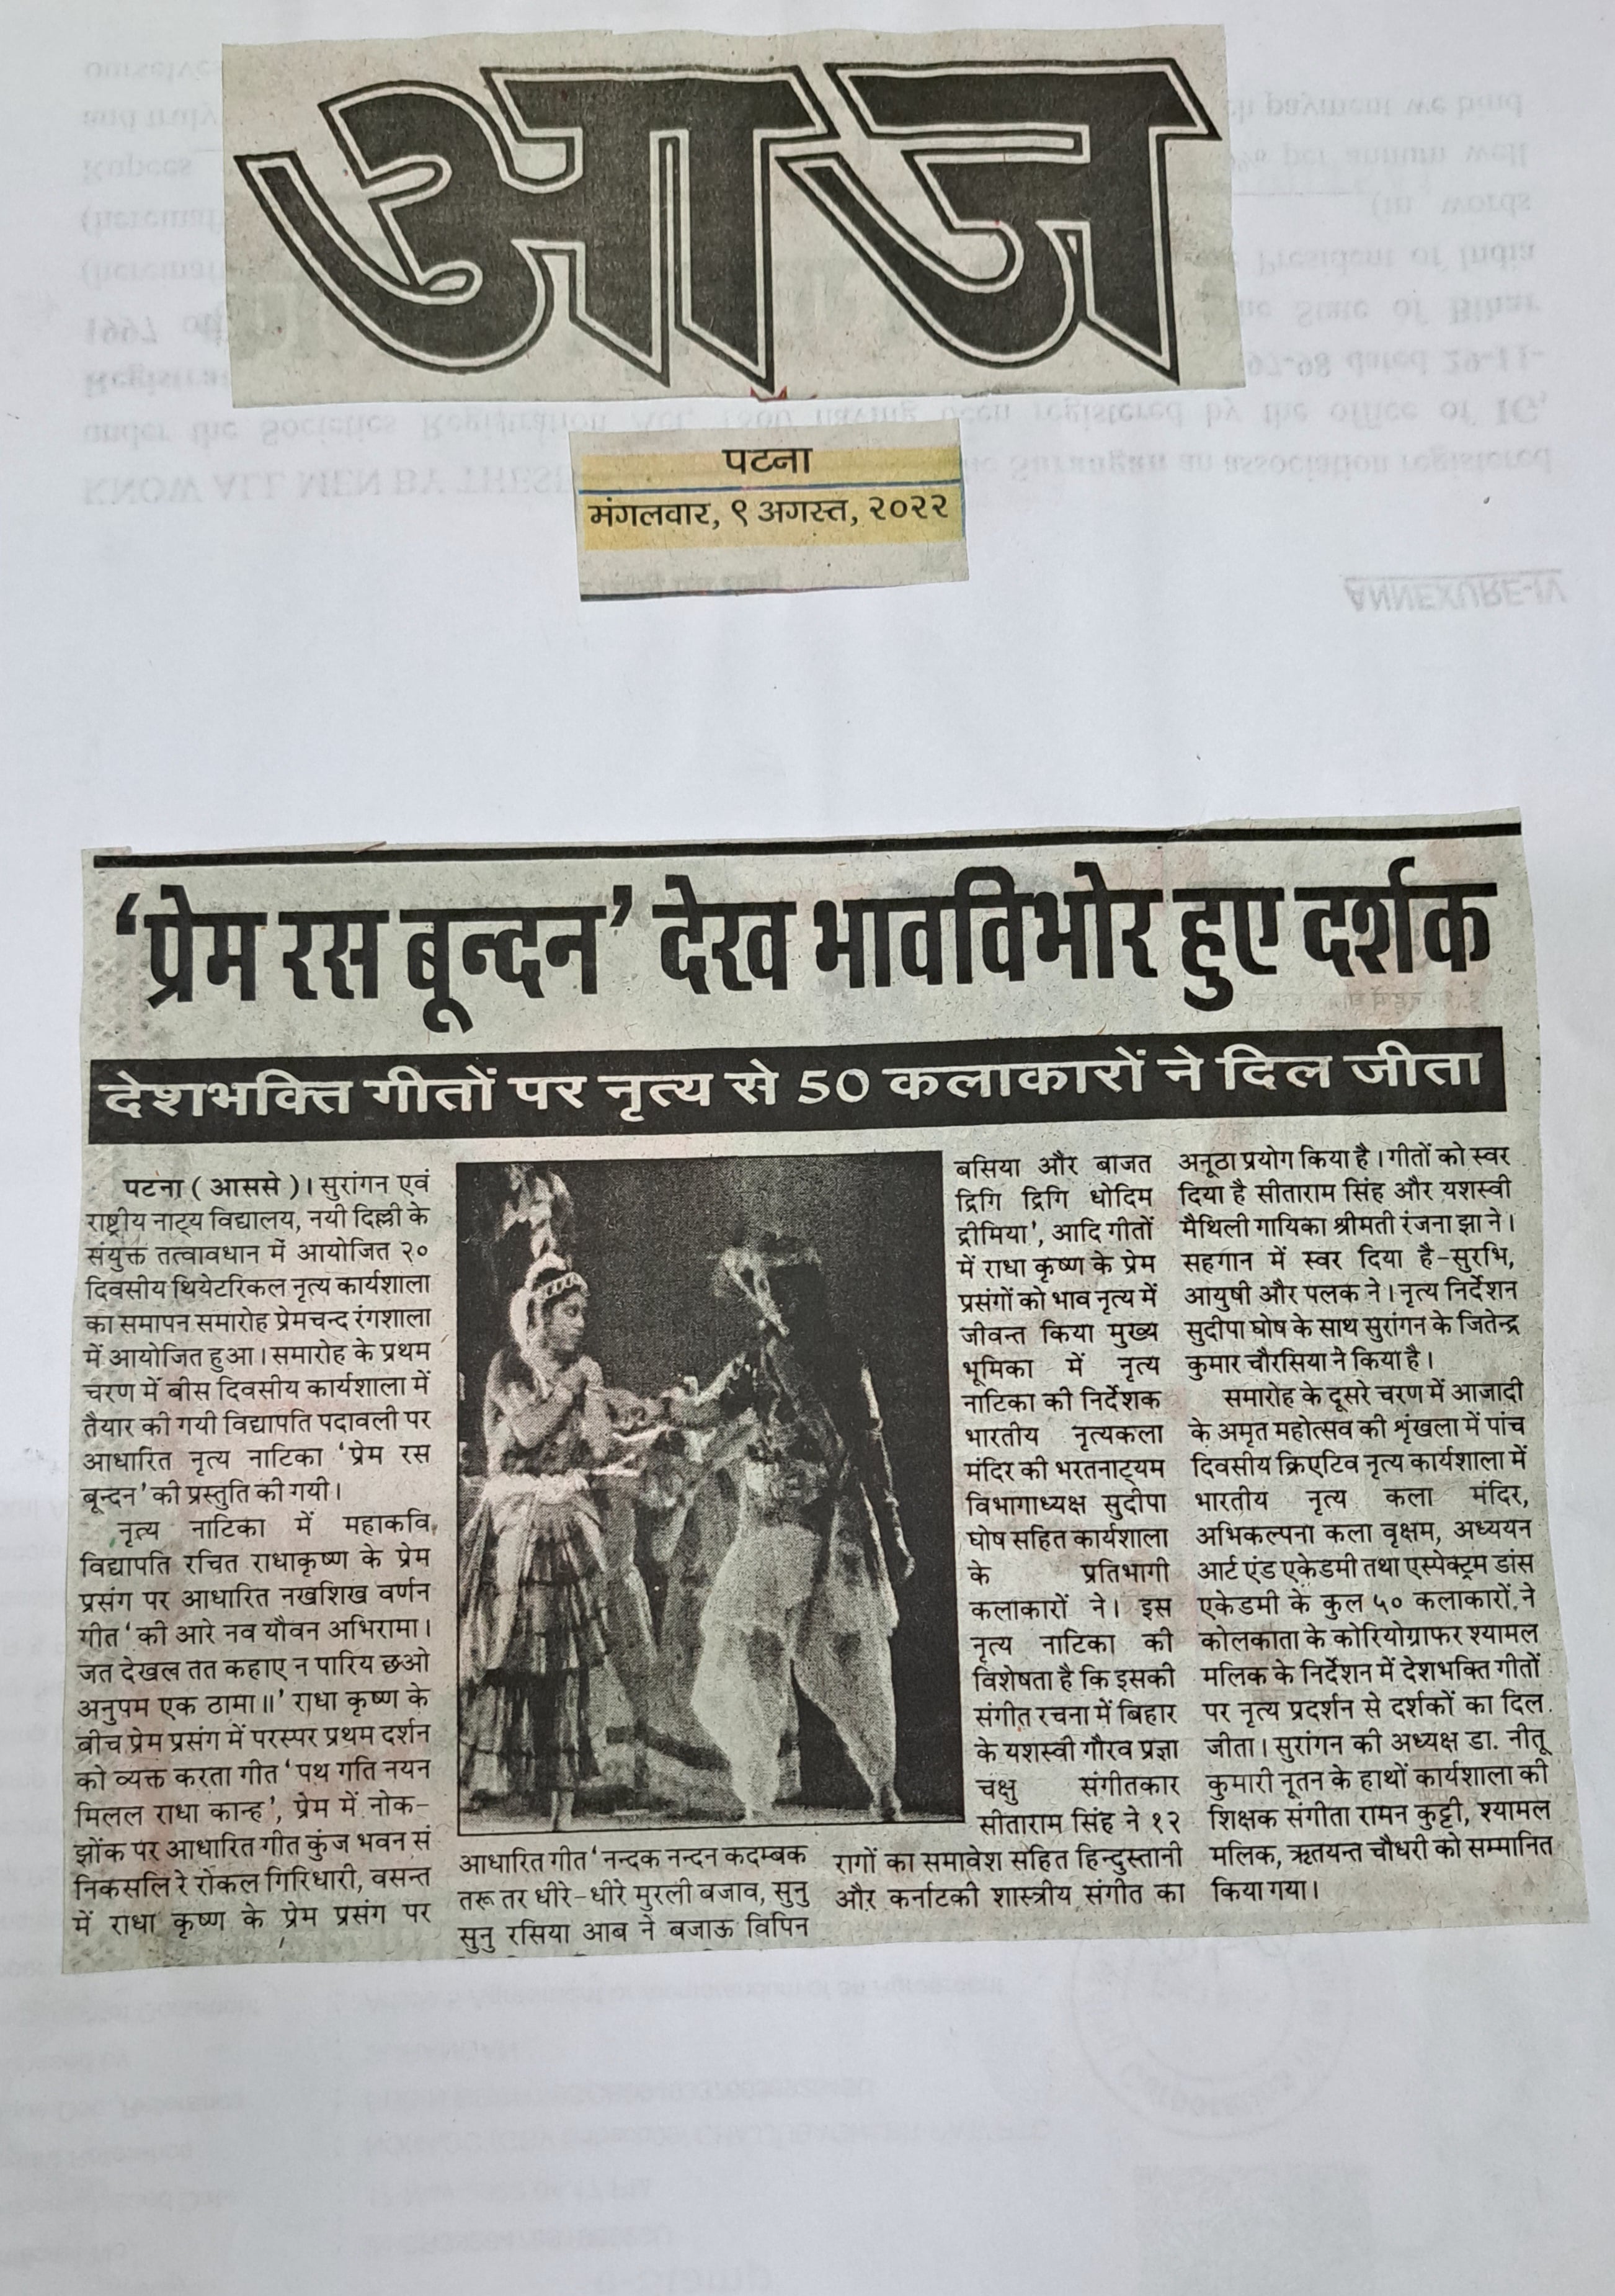 आज
पटना
मंगलवार, ९ अगस्त, २०२२
ANNEXURE-IV
‘प्रेम रस बून्दन’ देख भावविभोर हुए दर्शक
देशभक्ति गीतों पर नृत्य से 50 कलाकारों ने दिल जीता
पटना ( आससे )। सुरांगन एवं
राष्ट्रीय नाट्य विद्यालय, नयी दिल्ली के
संयुक्त तत्वावधान में आयोजित २०
दिवसीय थियेटरिकल नृत्य कार्यशाला
का समापन समारोह प्रेमचन्द रंगशाला
में आयोजित हुआ। समारोह के प्रथम
चरण में बीस दिवसीय कार्यशाला में
तैयार की गयी विद्यापति पदावली पर
आधारित नृत्य नाटिका ‘प्रेम रस
बून्दन’ की प्रस्तुति की गयी।
नृत्य नाटिका में महाकवि
विद्यापति रचित राधाकृष्ण के प्रेम
प्रसंग पर आधारित नखशिख वर्णन
गीत ‘की आरे नव यौवन अभिरामा।
जत देखल तत कहाए न पारिय छओ
अनुपम एक ठामा॥’ राधा कृष्ण के
बीच प्रेम प्रसंग में परस्पर प्रथम दर्शन
को व्यक्त करता गीत ‘पथ गति नयन
मिलल राधा कान्ह’, प्रेम में नोक-
झोंक पर आधारित गीत कुंज भवन सं
निकसलि रे रोकल गिरिधारी, वसन्त
में राधा कृष्ण के प्रेम प्रसंग पर
आधारित गीत ‘नन्दक नन्दन कदम्बक
तरू तर धीरे-धीरे मुरली बजाव, सुनु
सुनु रसिया आब ने बजाऊ विपिन
बसिया और बाजत
द्रिगि द्रिगि धोदिम
द्रीमिया’, आदि गीतों
में राधा कृष्ण के प्रेम
प्रसंगों को भाव नृत्य में
जीवन्त किया मुख्य
भूमिका में नृत्य
नाटिका की निर्देशक
भारतीय नृत्यकला
मंदिर की भरतनाट्यम
विभागाध्यक्ष सुदीपा
घोष सहित कार्यशाला
के प्रतिभागी
कलाकारों ने। इस
नृत्य नाटिका की
विशेषता है कि इसकी
संगीत रचना में बिहार
के यशस्वी गौरव प्रज्ञा
चक्षु संगीतकार
सीताराम सिंह ने १२
रागों का समावेश सहित हिन्दुस्तानी
और कर्नाटकी शास्त्रीय संगीत का
अनूठा प्रयोग किया है। गीतों को स्वर
दिया है सीताराम सिंह और यशस्वी
मैथिली गायिका श्रीमती रंजना झा ने।
सहगान में स्वर दिया है-सुरभि,
आयुषी और पलक ने। नृत्य निर्देशन
सुदीपा घोष के साथ सुरांगन के जितेन्द्र
कुमार चौरसिया ने किया है।
समारोह के दूसरे चरण में आजादी
के अमृत महोत्सव की श्रृंखला में पांच
दिवसीय क्रिएटिव नृत्य कार्यशाला में
भारतीय नृत्य कला मंदिर,
अभिकल्पना कला वृक्षम, अध्ययन
आर्ट एंड एकेडमी तथा एस्पेक्ट्रम डांस
एकेडमी के कुल ५० कलाकारों ने
कोलकाता के कोरियोग्राफर श्यामल
मलिक के निर्देशन में देशभक्ति गीतों
पर नृत्य प्रदर्शन से दर्शकों का दिल
जीता। सुरांगन की अध्यक्ष डा. नीतू
कुमारी नूतन के हाथों कार्यशाला की
शिक्षक संगीता रामन कुट्टी, श्यामल
मलिक, ऋतयन्त चौधरी को सम्मानित
किया गया।